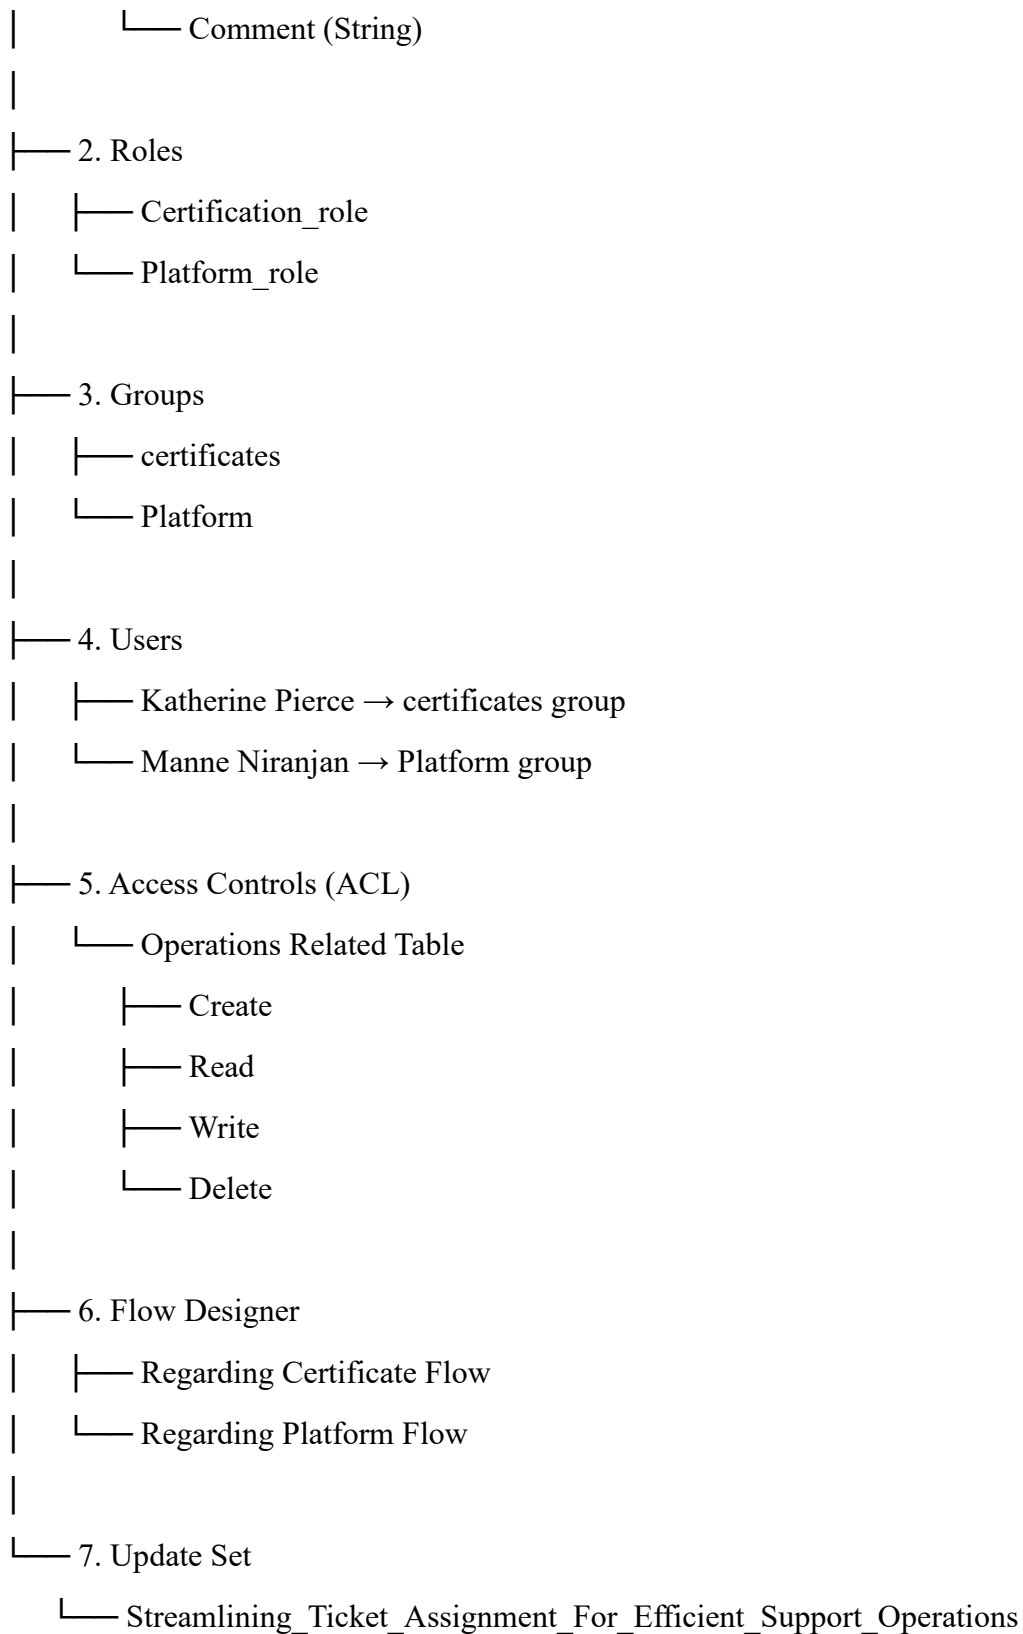 │ └── Comment (String)
│
├── 2. Roles
│ ├── Certification_role
│ └── Platform_role
│
├── 3. Groups
│ ├── certificates
│ └── Platform
│
├── 4. Users
│ ├── Katherine Pierce → certificates group
│ └── Manne Niranjan → Platform group
│
├── 5. Access Controls (ACL)
│ └── Operations Related Table
│ ├── Create
│ ├── Read
│ ├── Write
│ └── Delete
│
├── 6. Flow Designer
│ ├── Regarding Certificate Flow
│ └── Regarding Platform Flow
│
└── 7. Update Set
└── Streamlining_Ticket_Assignment_For_Efficient_Support_Operations